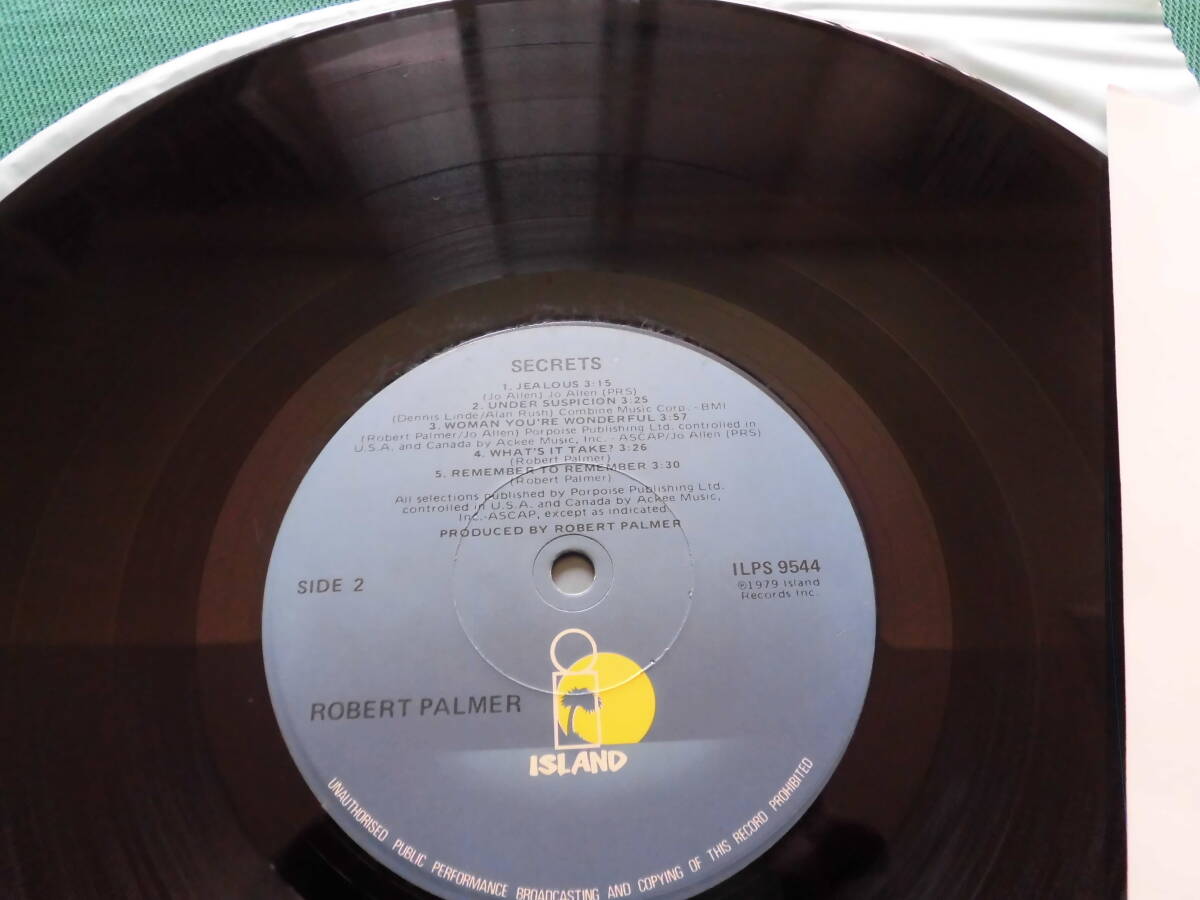 SECRETS
1. JEALOUS 3:15
(Jo Allen) Jo Allen (PRS)
2. UNDER SUSPICION 3:25
(Dennis Linde/Alan Rush) Combine Music Corp. - BMI
3. WOMAN YOU'RE WONDERFUL 3:57
(Robert Palmer/Jo Allen) Porpoise Publishing Ltd. controlled in
U.S.A. and Canada by Ackee Music, Inc. - ASCAP/Jo Allen (PRS)
4. WHAT'S IT TAKE? 3:26
(Robert Palmer)
5. REMEMBER TO REMEMBER 3:30
(Robert Palmer)
All selections published by Porpoise Publishing Ltd.
controlled in U.S.A. and Canada by Ackee Music,
Inc.-ASCAP, except as indicated
PRODUCED BY ROBERT PALMER
SIDE 2
ILPS 9544
℗1979 Island
Records Inc.
ROBERT PALMER
ISLAND
UNAUTHORISED PUBLIC PERFORMANCE BROADCASTING AND COPYING OF THIS RECORD PROHIBITED